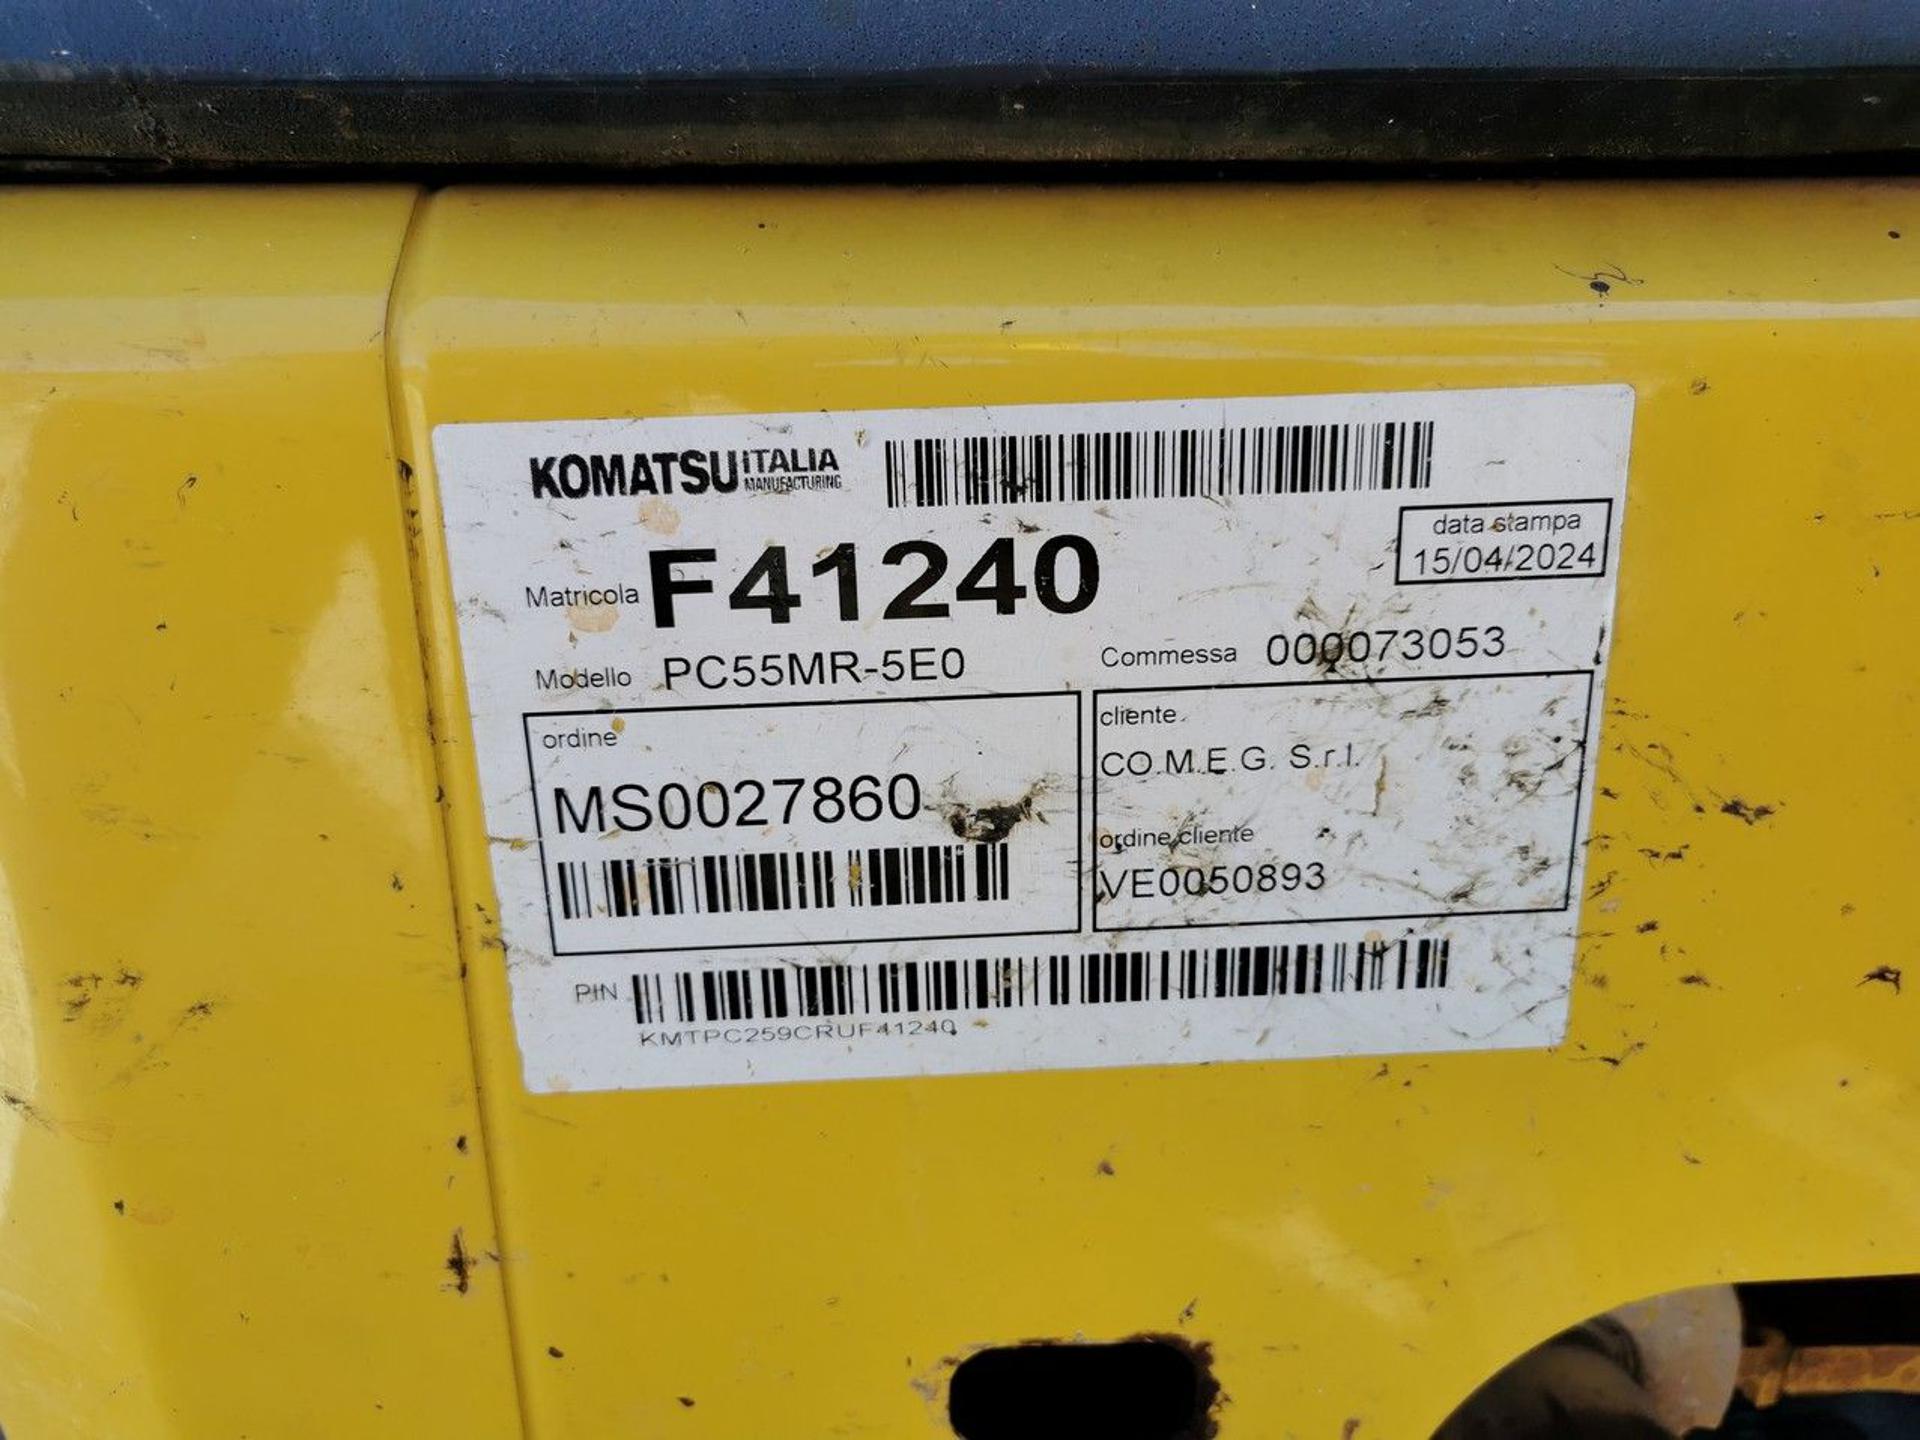 KOMATSU ITALIA MANUFACTURING
data stampa
15/04/2024
Matricola F41240
Modello PC55MR-5E0
Commessa 000073053
ordine
MS0027860
cliente
CO.M.E.G. S.r.l.
ordine cliente
VE0050893
PIN
KMTPC259CRUF41240